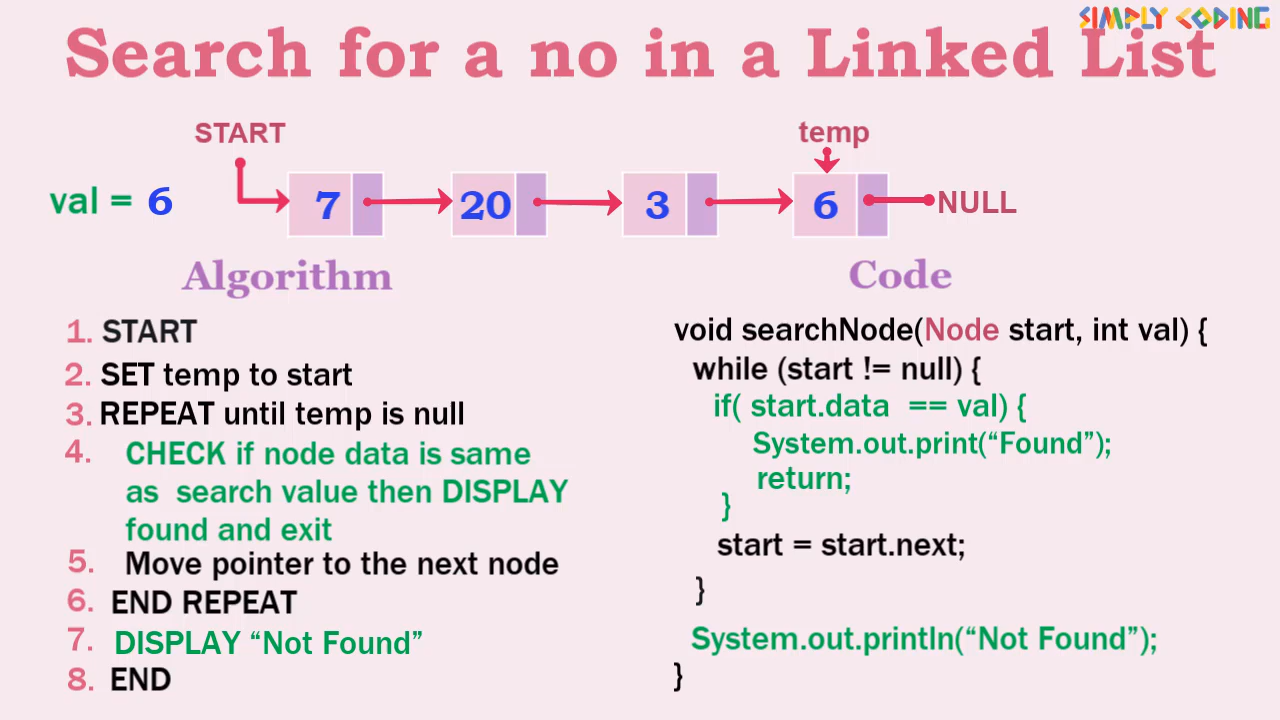 SIMPLY CODING
Search for a no in a Linked List
START
temp
val = 6
7
20
3
6
NULL
Algorithm
1. START
2. SET temp to start
3. REPEAT until temp is null
4. CHECK if node data is same
as search value then DISPLAY
found and exit
5. Move pointer to the next node
6. END REPEAT
7. DISPLAY “Not Found”
8. END
Code
void searchNode(Node start, int val) {
while (start != null) {
if( start.data == val) {
System.out.print(“Found”);
return;
}
start = start.next;
}
System.out.println(“Not Found”);
}